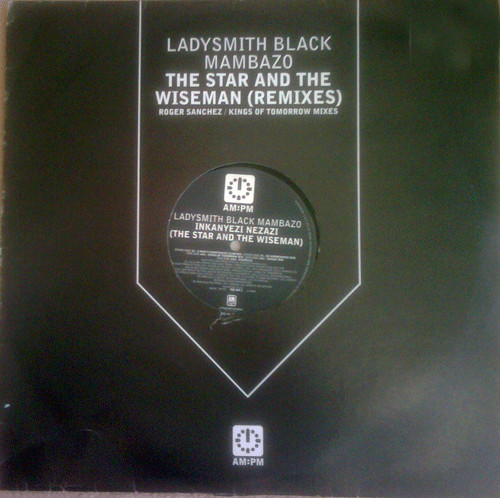 LADYSMITH BLACK
MAMBAZO
THE STAR AND THE
WISEMAN (REMIXES)
ROGER SANCHEZ / KINGS OF TOMORROW MIXES
AM:PM
LADYSMITH BLACK MAMBAZO
INKANYEZI NEZAZI
(THE STAR AND THE WISEMAN)
AM:PM